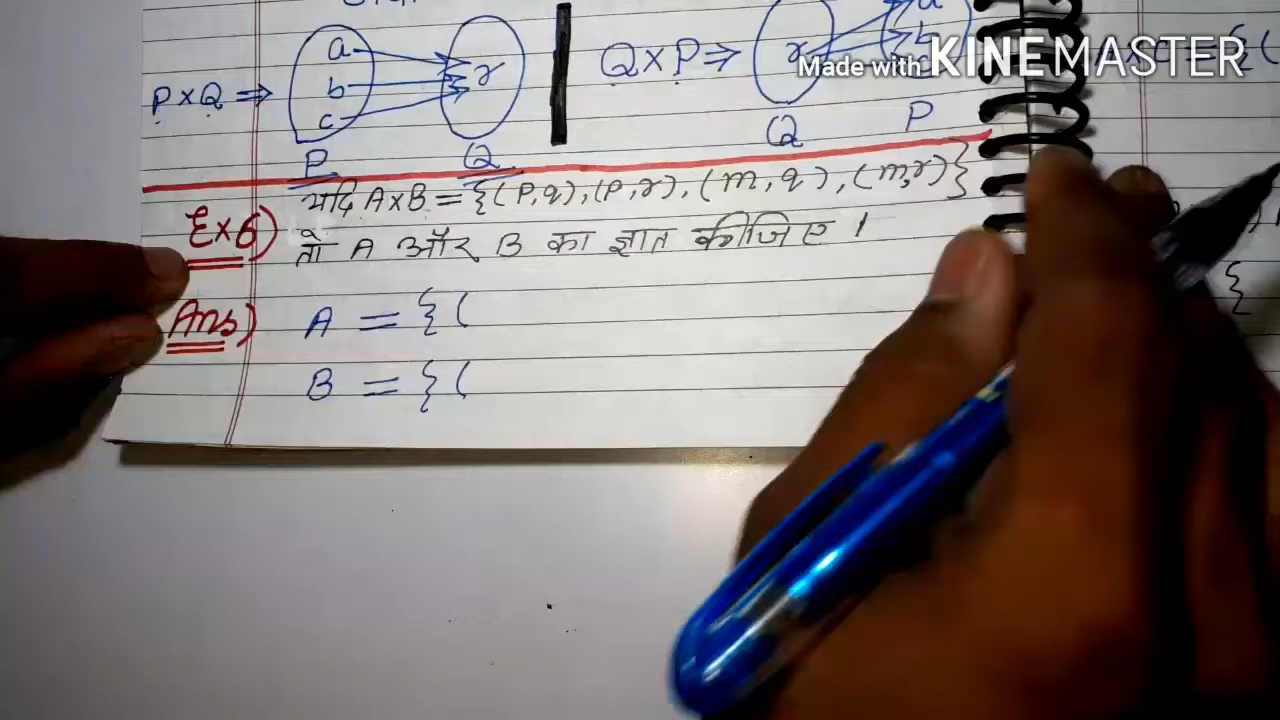 a
r
a
b
P×Q ⇒
b
r
Q×P ⇒
Made with KINEMASTER
c
P
Q
Q
P
Ex6) यदि A×B = {(P,q),(P,r),(m,q),(m,r)}
तो A और B का ज्ञात कीजिए ।
Ans) A = {(
{
B = {(